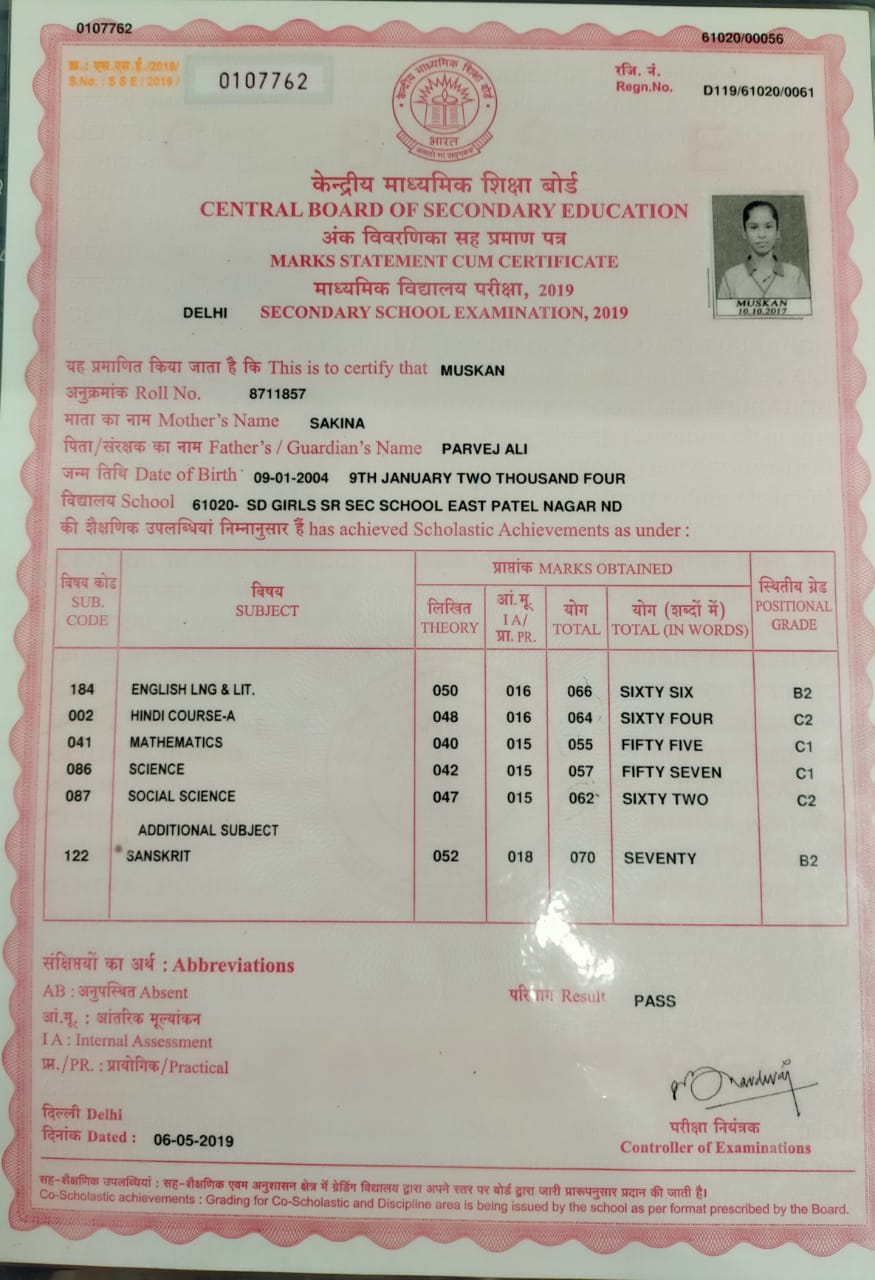 0107762
61020/00056
क्र.: एस.एस.ई./2019/
S.No. : S S E / 2019 /
0107762
रजि. नं.
Regn.No. D119/61020/0061
केन्द्रीय माध्यमिक शिक्षा बोर्ड
भारत
केन्द्रीय माध्यमिक शिक्षा बोर्ड
CENTRAL BOARD OF SECONDARY EDUCATION
अंक विवरणिका सह प्रमाण पत्र
MARKS STATEMENT CUM CERTIFICATE
माध्यमिक विद्यालय परीक्षा, 2019
DELHI SECONDARY SCHOOL EXAMINATION, 2019
MUSKAN
10.10.2017
यह प्रमाणित किया जाता है कि This is to certify that MUSKAN
अनुक्रमांक Roll No. 8711857
माता का नाम Mother's Name SAKINA
पिता/संरक्षक का नाम Father's / Guardian's Name PARVEJ ALI
जन्म तिथि Date of Birth 09-01-2004 9TH JANUARY TWO THOUSAND FOUR
विद्यालय School 61020- SD GIRLS SR SEC SCHOOL EAST PATEL NAGAR ND
की शैक्षणिक उपलब्धियां निम्नानुसार हैं has achieved Scholastic Achievements as under :
विषय कोड
SUB. CODE
विषय
SUBJECT
प्राप्तांक MARKS OBTAINED
लिखित
THEORY
आं.मू.
I A/
प्रा. PR.
योग
TOTAL
योग (शब्दों में)
TOTAL (IN WORDS)
स्थितीय ग्रेड
POSITIONAL
GRADE
184 ENGLISH LNG & LIT. 050 016 066 SIXTY SIX B2
002 HINDI COURSE-A 048 016 064 SIXTY FOUR C2
041 MATHEMATICS 040 015 055 FIFTY FIVE C1
086 SCIENCE 042 015 057 FIFTY SEVEN C1
087 SOCIAL SCIENCE 047 015 062 SIXTY TWO C2
ADDITIONAL SUBJECT
122 SANSKRIT 052 018 070 SEVENTY B2
संक्षिप्तयों का अर्थ : Abbreviations
AB : अनुपस्थित Absent
आं.मू. : आंतरिक मूल्यांकन
I A : Internal Assessment
प्रा./PR. : प्रायोगिक/Practical
परिणाम Result PASS
दिल्ली Delhi
दिनांक Dated : 06-05-2019
परीक्षा नियंत्रक
Controller of Examinations
सह-शैक्षणिक उपलब्धियां : सह-शैक्षणिक एवम अनुशासन क्षेत्र में ग्रेडिंग विद्यालय द्वारा अपने स्तर पर बोर्ड द्वारा जारी प्रारूपनुसार प्रदान की जाती है।
Co-Scholastic achievements : Grading for Co-Scholastic and Discipline area is being issued by the school as per format prescribed by the Board.